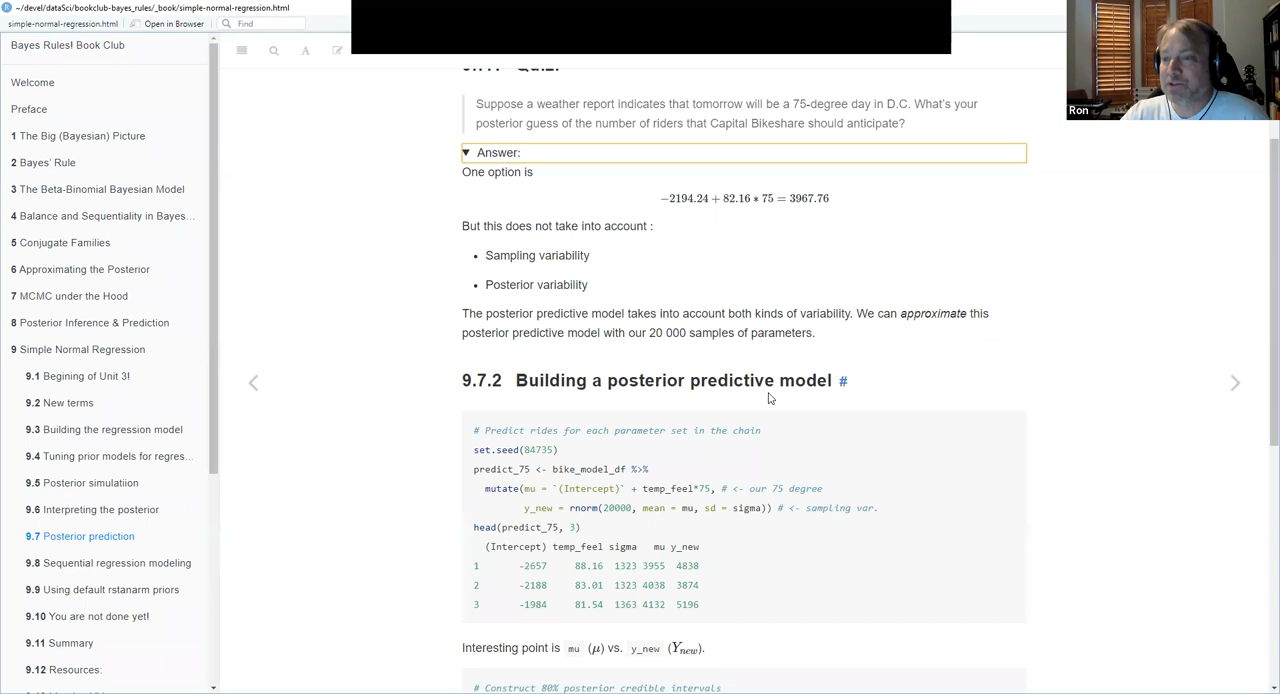 ~/devel/dataSci/bookclub-bayes_rules/_book/simple-normal-regression.html
simple-normal-regression.html
Open in Browser
Find
Bayes Rules! Book Club
Welcome
Preface
1 The Big (Bayesian) Picture
2 Bayes' Rule
3 The Beta-Binomial Bayesian Model
4 Balance and Sequentiality in Bayes...
5 Conjugate Families
6 Approximating the Posterior
7 MCMC under the Hood
8 Posterior Inference & Prediction
9 Simple Normal Regression
9.1 Begining of Unit 3!
9.2 New terms
9.3 Building the regression model
9.4 Tuning prior models for regres...
9.5 Posterior simulatiion
9.6 Interpreting the posterior
9.7 Posterior prediction
9.8 Sequential regression modeling
9.9 Using default rstanarm priors
9.10 You are not done yet!
9.11 Summary
9.12 Resources:
A
Suppose a weather report indicates that tomorrow will be a 75-degree day in D.C. What's your
posterior guess of the number of riders that Capital Bikeshare should anticipate?
▼ Answer:
One option is
−2194.24 + 82.16 ∗ 75 = 3967.76
But this does not take into account :
• Sampling variability
• Posterior variability
The posterior predictive model takes into account both kinds of variability. We can approximate this
posterior predictive model with our 20 000 samples of parameters.
9.7.2 Building a posterior predictive model #
# Predict rides for each parameter set in the chain
set.seed(84735)
predict_75 <- bike_model_df %>%
mutate(mu = `(Intercept)` + temp_feel*75, # <- our 75 degree
y_new = rnorm(20000, mean = mu, sd = sigma)) # <- sampling var.
head(predict_75, 3)
(Intercept) temp_feel sigma mu y_new
1 -2657 88.16 1323 3955 4838
2 -2188 83.01 1323 4038 3874
3 -1984 81.54 1363 4132 5196
Interesting point is mu (μ) vs. y_new (Ynew).
# Construct 80% posterior credible intervals
Ron